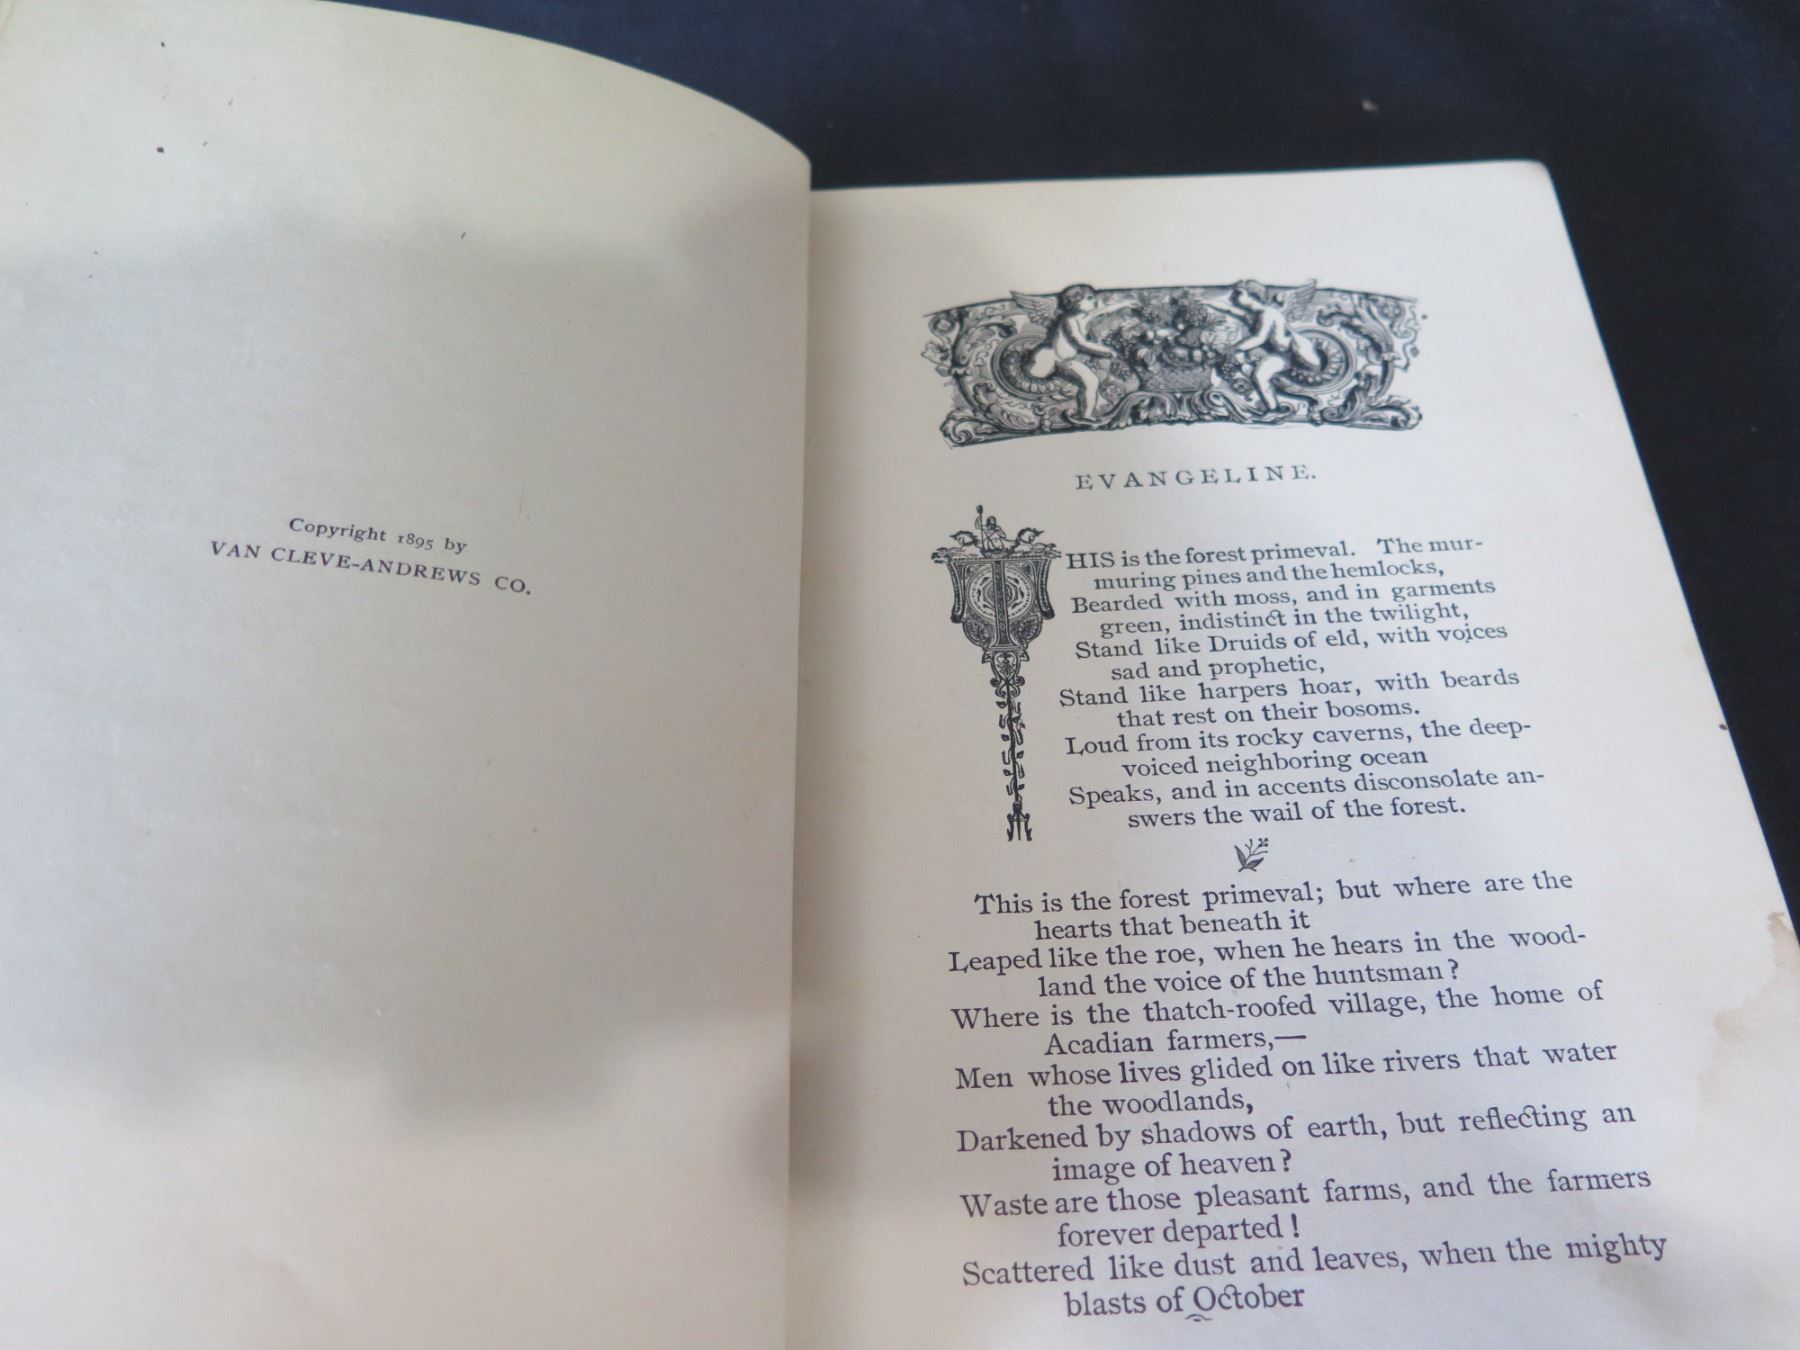 Copyright 1895 by
VAN CLEVE-ANDREWS CO.
EVANGELINE.
THIS is the forest primeval. The mur-
muring pines and the hemlocks,
Bearded with moss, and in garments
green, indistinct in the twilight,
Stand like Druids of eld, with voices
sad and prophetic,
Stand like harpers hoar, with beards
that rest on their bosoms.
Loud from its rocky caverns, the deep-
voiced neighboring ocean
Speaks, and in accents disconsolate an-
swers the wail of the forest.
This is the forest primeval; but where are the
hearts that beneath it
Leaped like the roe, when he hears in the wood-
land the voice of the huntsman?
Where is the thatch-roofed village, the home of
Acadian farmers,—
Men whose lives glided on like rivers that water
the woodlands,
Darkened by shadows of earth, but reflecting an
image of heaven?
Waste are those pleasant farms, and the farmers
forever departed!
Scattered like dust and leaves, when the mighty
blasts of October